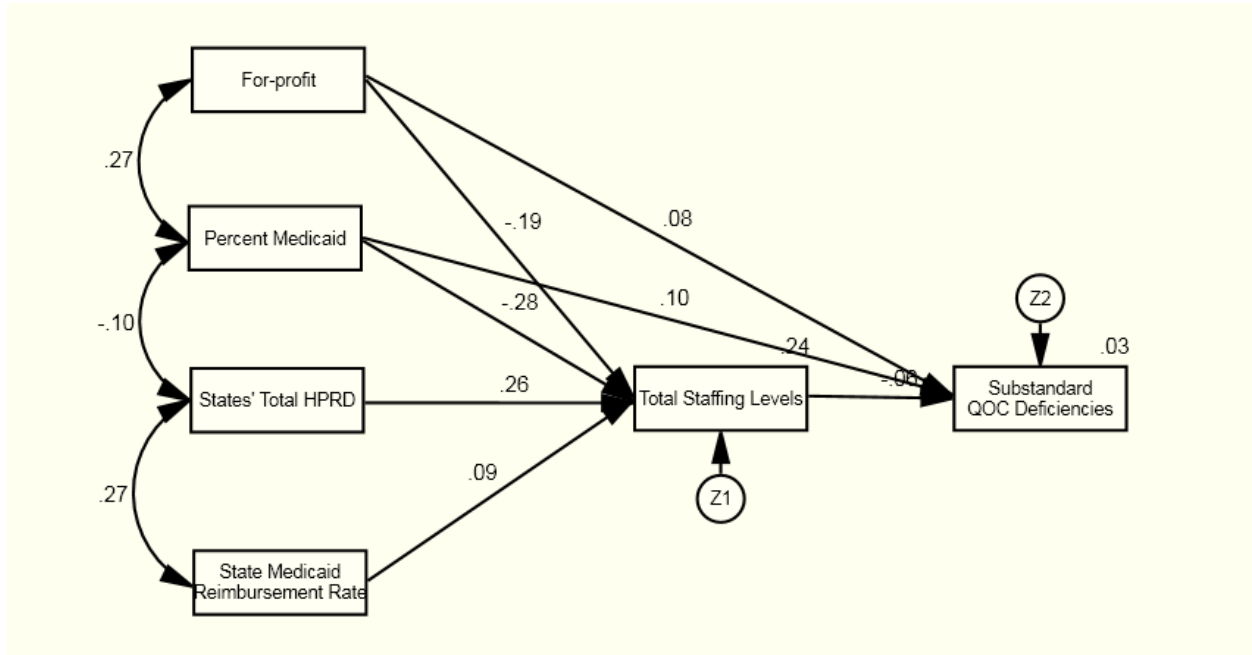 For-profit
.27
Percent Medicaid
-.10
States' Total HPRD
.27
State Medicaid
Reimbursement Rate
-.19
.08
-.28
.10
.26
.09
.24
Total Staffing Levels
Z1
-.06
Z2
.03
Substandard
QOC Deficiencies